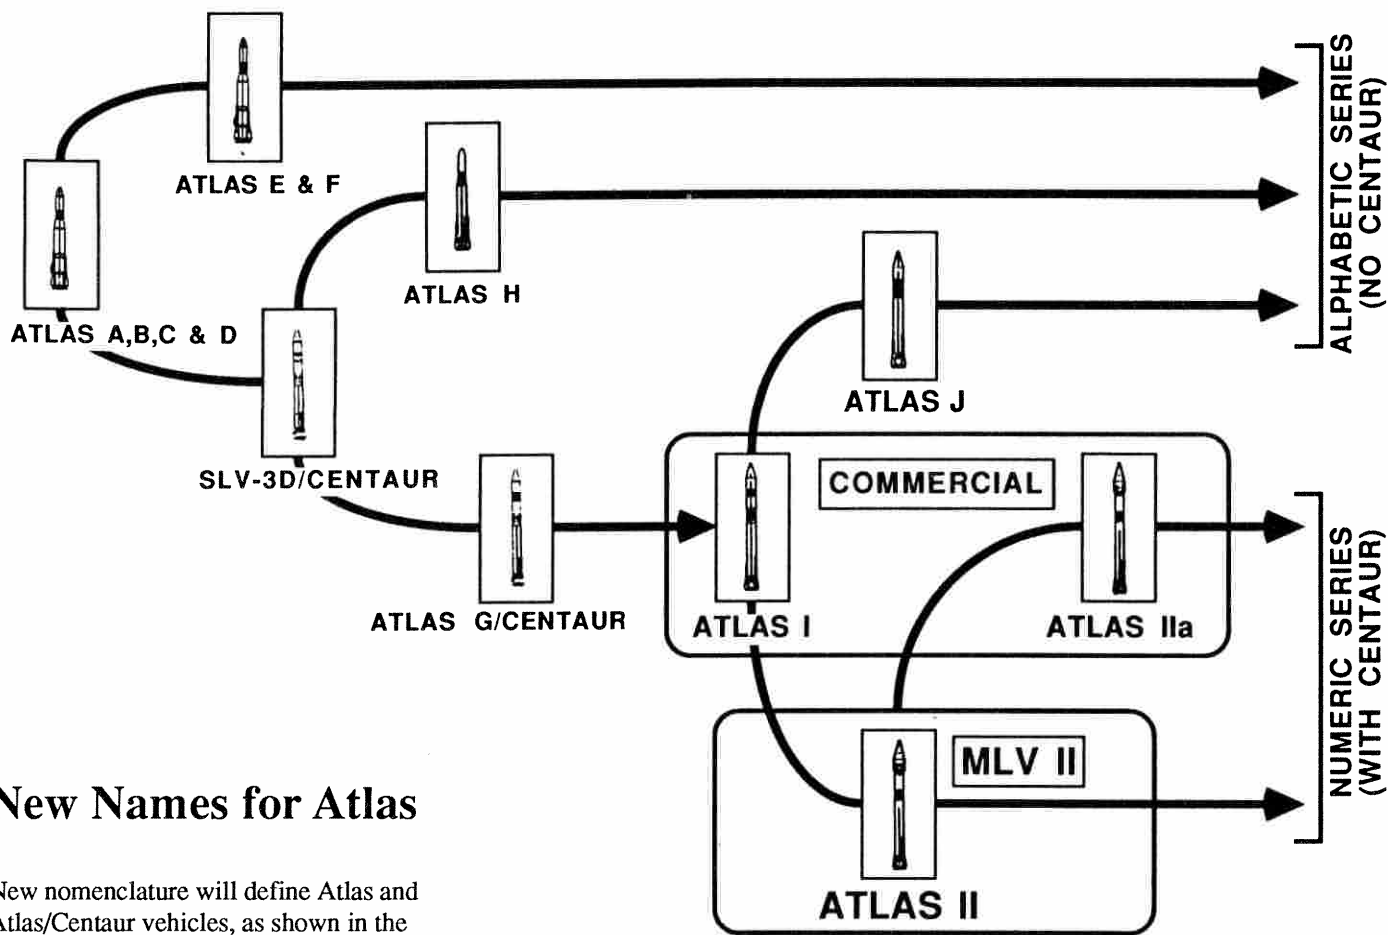 ATLAS E & F
ATLAS H
ATLAS A,B,C & D
ATLAS J
SLV-3D/CENTAUR
COMMERCIAL
ATLAS G/CENTAUR
ATLAS I
ATLAS IIa
MLV II
ATLAS II
ALPHABETIC SERIES
(NO CENTAUR)
NUMERIC SERIES
(WITH CENTAUR)
New Names for Atlas
New nomenclature will define Atlas and
Atlas/Centaur vehicles, as shown in the